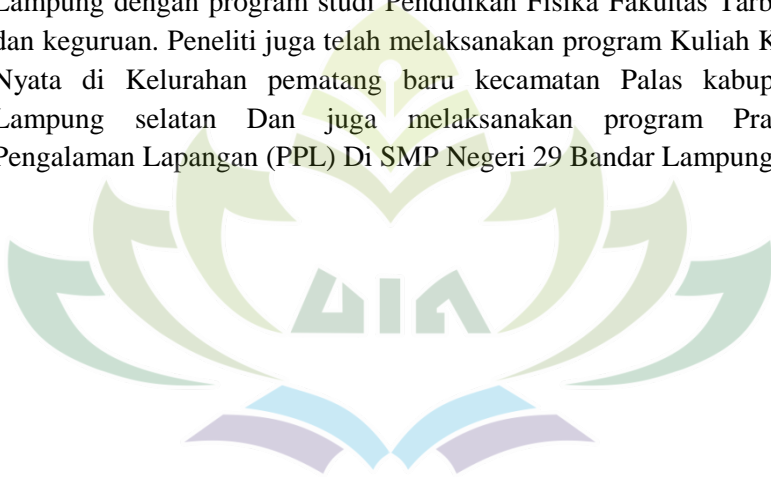 Lampung dengan program studi Pendidikan Fisika Fakultas Tarb
dan keguruan. Peneliti juga telah melaksanakan program Kuliah K
Nyata di Kelurahan pematang baru kecamatan Palas kabup
Lampung selatan Dan juga melaksanakan program Pra
Pengalaman Lapangan (PPL) Di SMP Negeri 29 Bandar Lampung
UIN